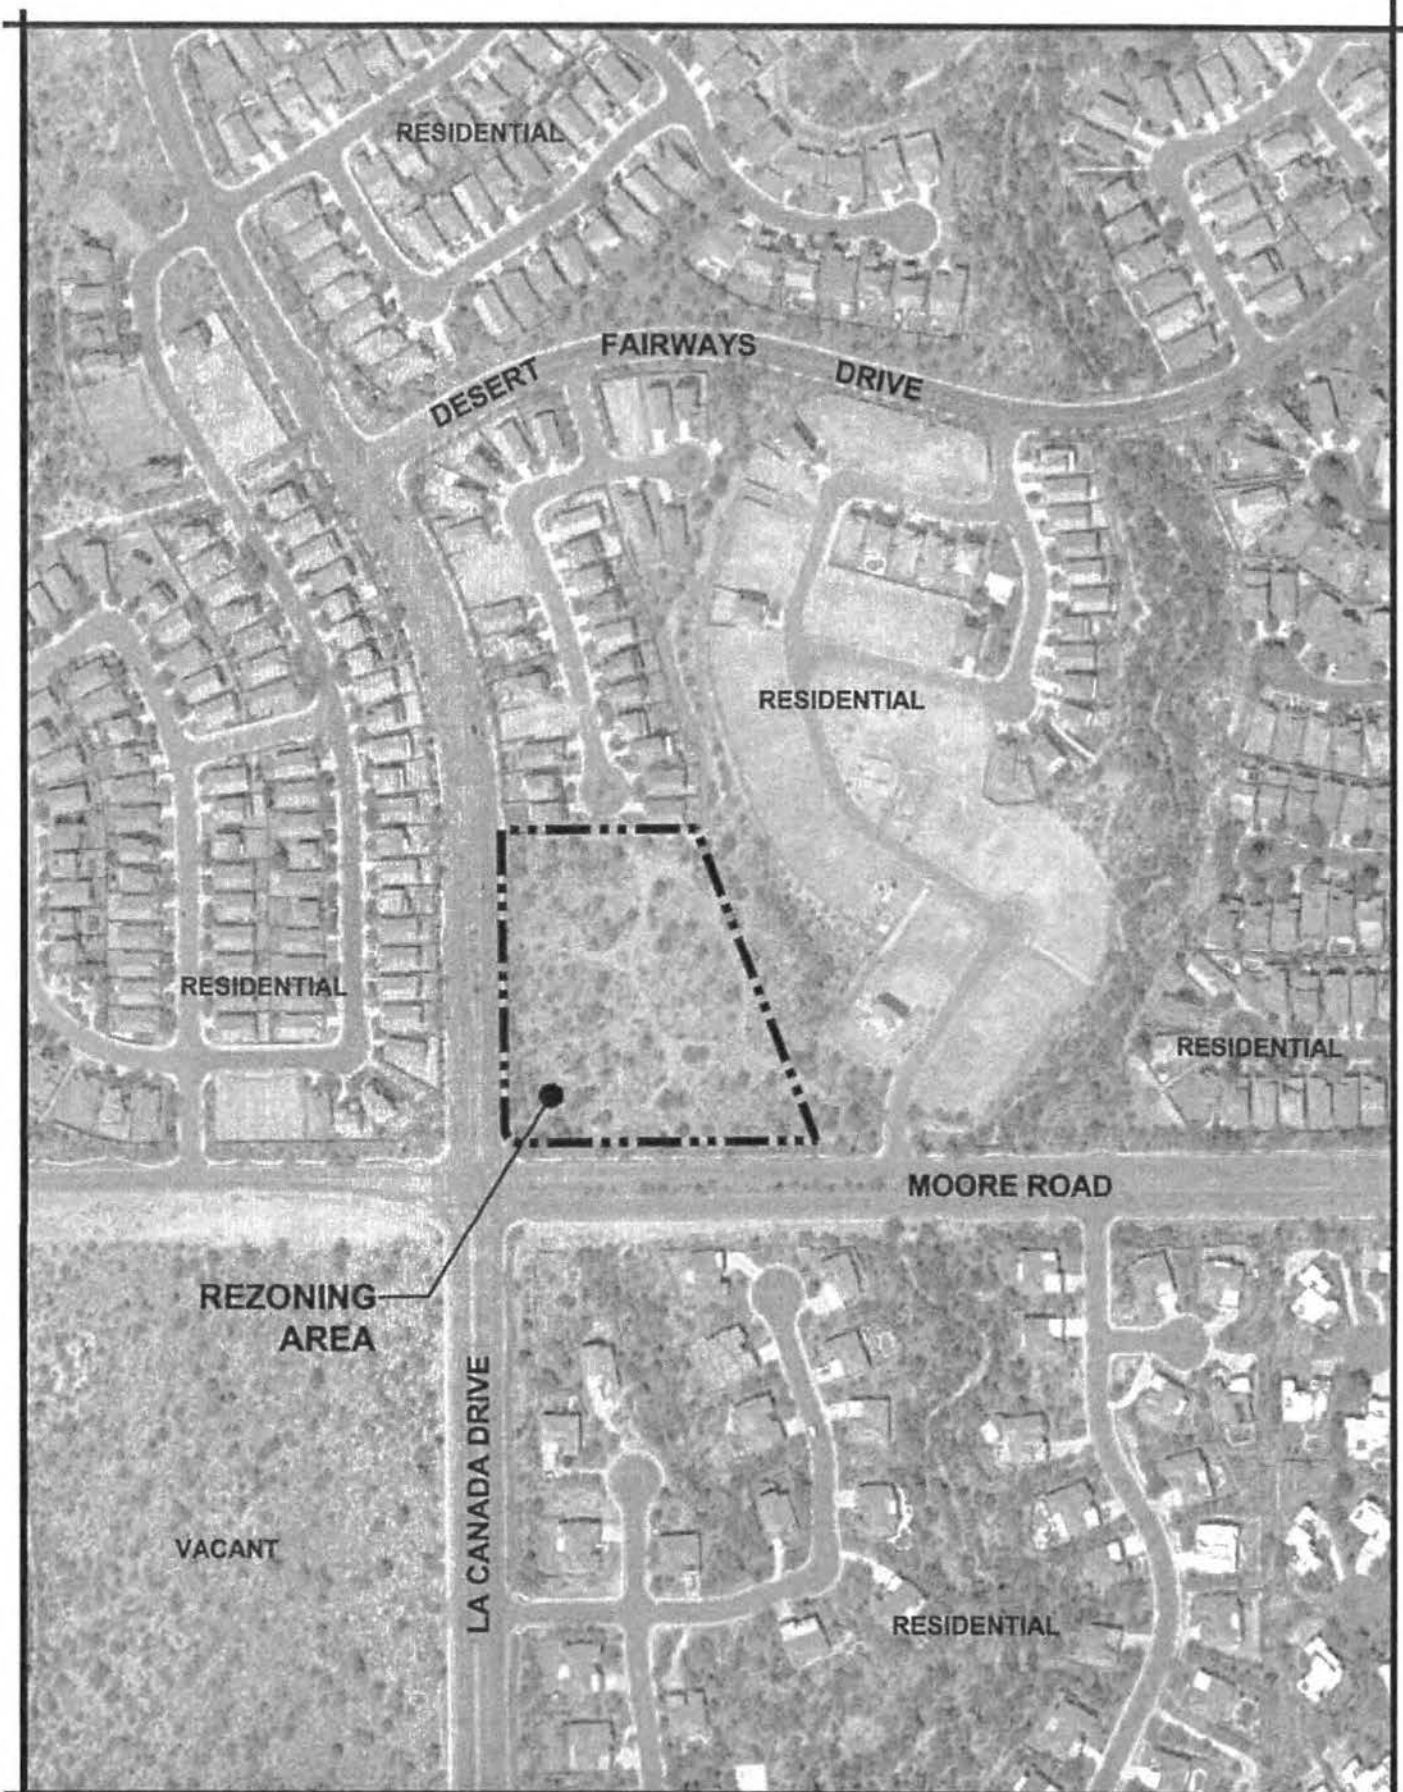 RESIDENTIAL
DESERT FAIRWAYS DRIVE
RESIDENTIAL
RESIDENTIAL
RESIDENTIAL
MOORE ROAD
REZONING
AREA
LA CANADA DRIVE
VACANT
RESIDENTIAL